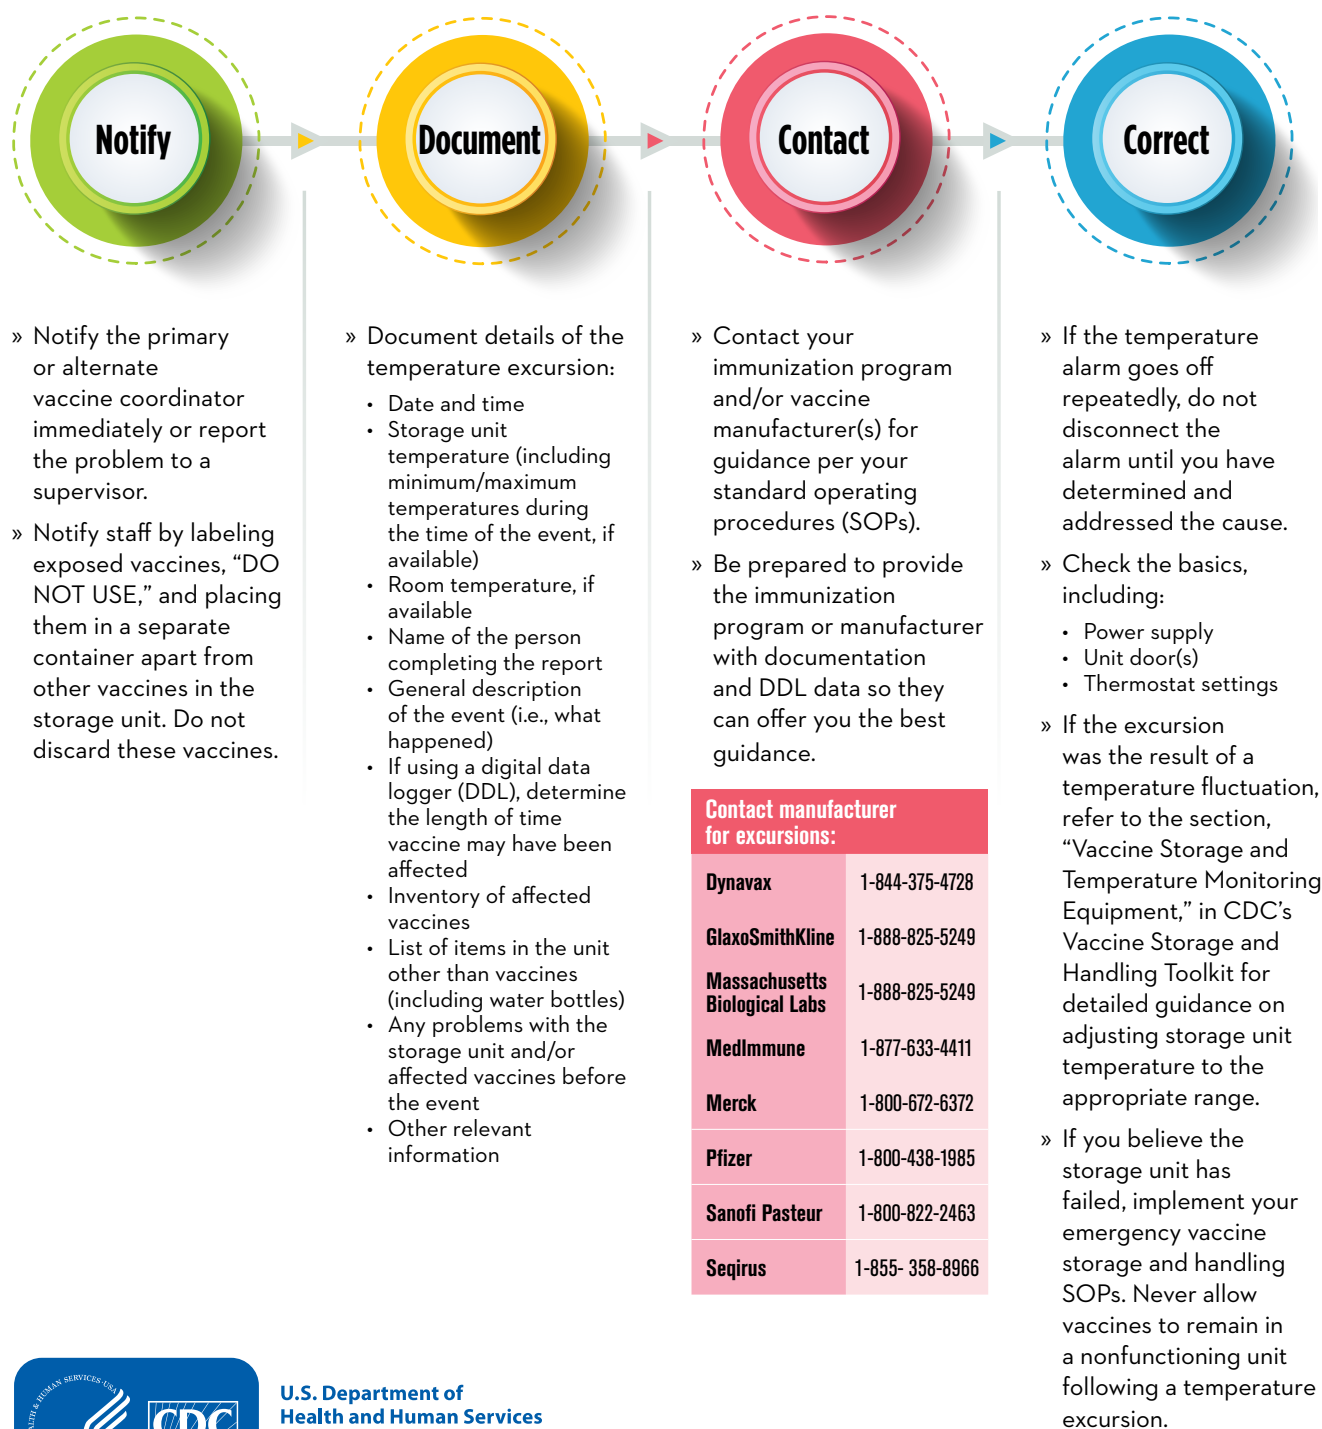 Notify
Document
Contact
Correct
» Notify the primary
or alternate
vaccine coordinator
immediately or report
the problem to a
supervisor.
» Notify staff by labeling
exposed vaccines, “DO
NOT USE,” and placing
them in a separate
container apart from
other vaccines in the
storage unit. Do not
discard these vaccines.
» Document details of the
temperature excursion:
• Date and time
• Storage unit
temperature (including
minimum/maximum
temperatures during
the time of the event, if
available)
• Room temperature, if
available
• Name of the person
completing the report
• General description
of the event (i.e., what
happened)
• If using a digital data
logger (DDL), determine
the length of time
vaccine may have been
affected
• Inventory of affected
vaccines
• List of items in the unit
other than vaccines
(including water bottles)
• Any problems with the
storage unit and/or
affected vaccines before
the event
• Other relevant
information
» Contact your
immunization program
and/or vaccine
manufacturer(s) for
guidance per your
standard operating
procedures (SOPs).
» Be prepared to provide
the immunization
program or manufacturer
with documentation
and DDL data so they
can offer you the best
guidance.
Contact manufacturer
for excursions:
Dynavax 1-844-375-4728
GlaxoSmithKline 1-888-825-5249
Massachusetts
Biological Labs 1-888-825-5249
MedImmune 1-877-633-4411
Merck 1-800-672-6372
Pfizer 1-800-438-1985
Sanofi Pasteur 1-800-822-2463
Seqirus 1-855- 358-8966
» If the temperature
alarm goes off
repeatedly, do not
disconnect the
alarm until you have
determined and
addressed the cause.
» Check the basics,
including:
• Power supply
• Unit door(s)
• Thermostat settings
» If the excursion
was the result of a
temperature fluctuation,
refer to the section,
“Vaccine Storage and
Temperature Monitoring
Equipment,” in CDC’s
Vaccine Storage and
Handling Toolkit for
detailed guidance on
adjusting storage unit
temperature to the
appropriate range.
» If you believe the
storage unit has
failed, implement your
emergency vaccine
storage and handling
SOPs. Never allow
vaccines to remain in
a nonfunctioning unit
following a temperature
excursion.
HUMAN SERVICES·USA
CDC
U.S. Department of
Health and Human Services